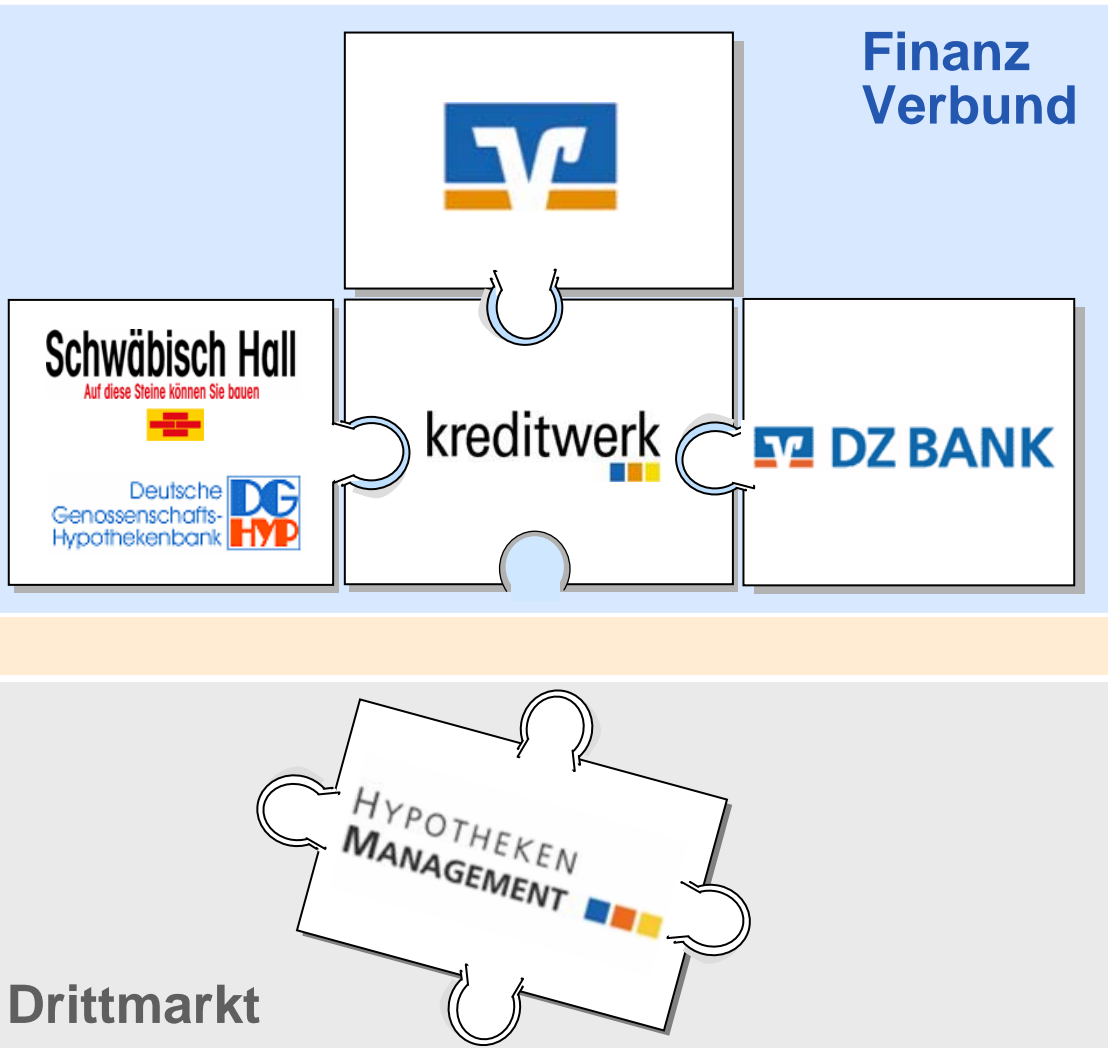 Finanz
Verbund
Schwäbisch Hall
Auf diese Steine können Sie bauen
Deutsche
Genossenschafts-
Hypothekenbank
DG
HYP
kreditwerk
DZ BANK
HYPOTHEKEN
MANAGEMENT
Drittmarkt